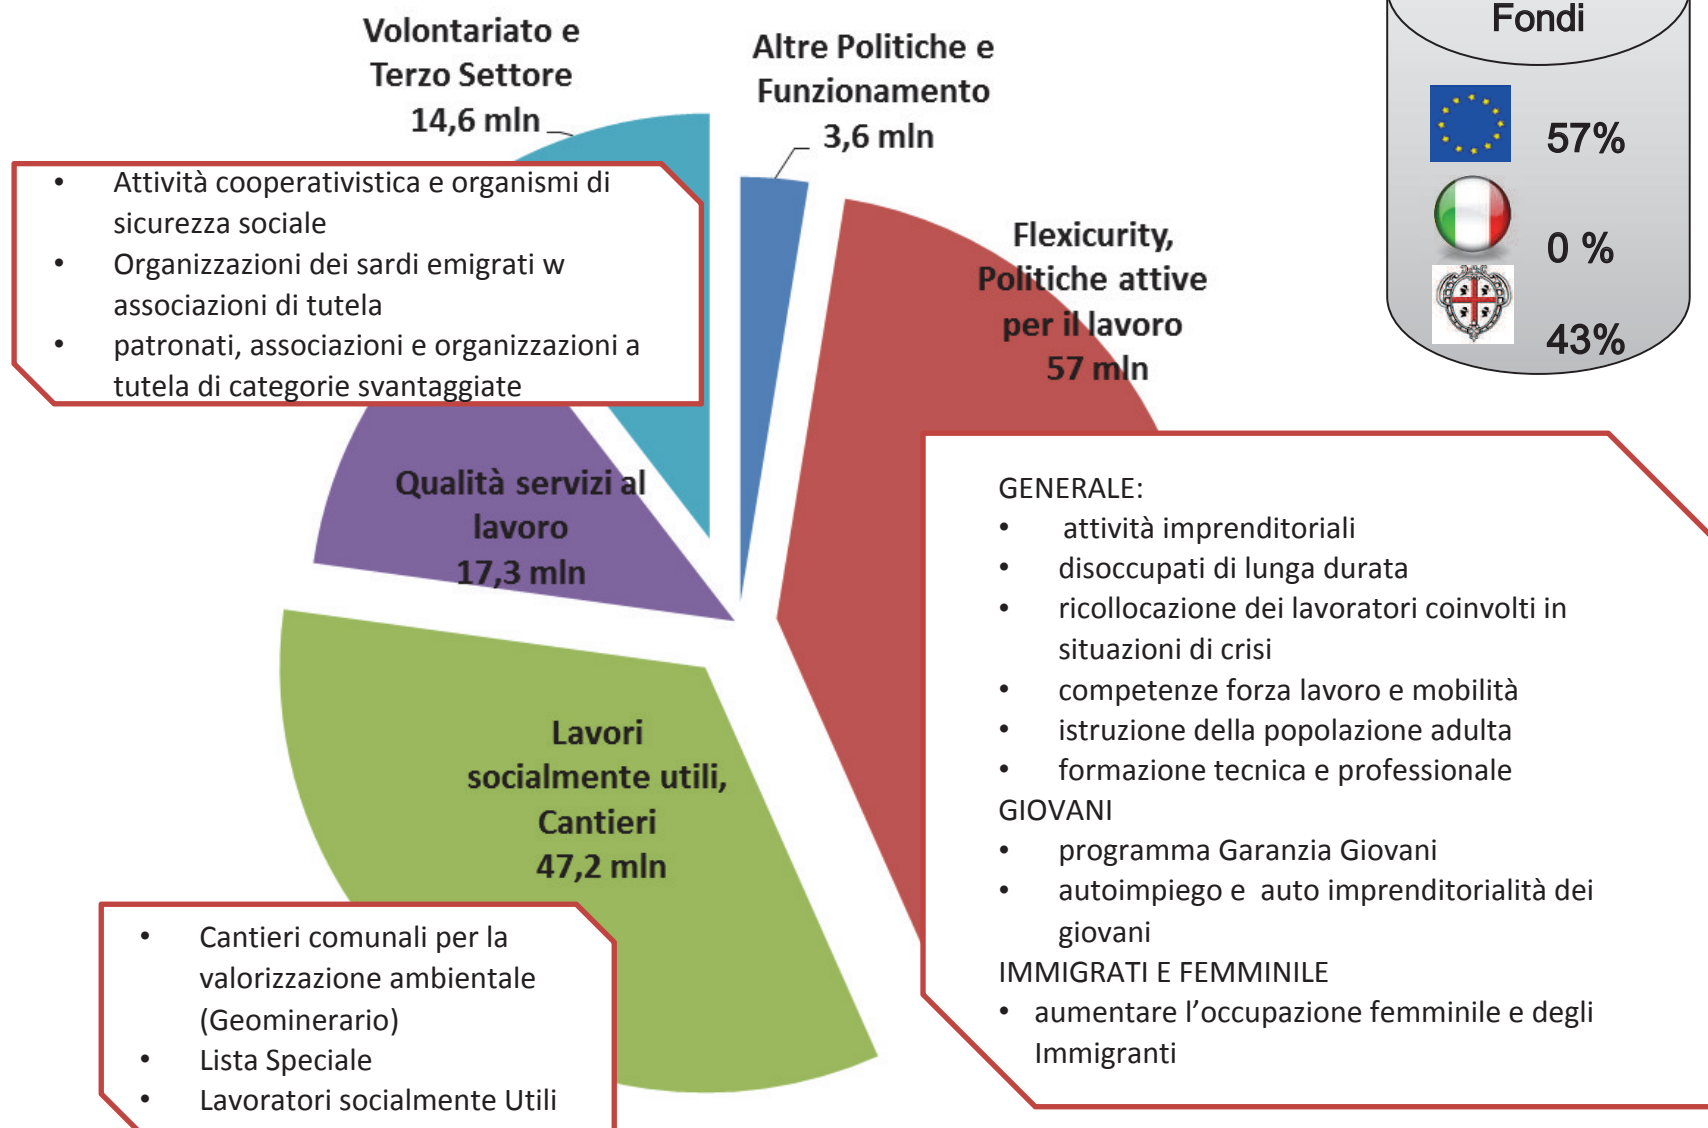 Volontariato e
Terzo Settore
14,6 mln
Altre Politiche e
Funzionamento
3,6 mln
Fondi
57%
0 %
43%
• Attività cooperativistica e organismi di
sicurezza sociale
• Organizzazioni dei sardi emigrati w
associazioni di tutela
• patronati, associazioni e organizzazioni a
tutela di categorie svantaggiate
Flexicurity,
Politiche attive
per il lavoro
57 mln
Qualità servizi al
lavoro
17,3 mln
GENERALE:
• attività imprenditoriali
• disoccupati di lunga durata
• ricollocazione dei lavoratori coinvolti in
situazioni di crisi
• competenze forza lavoro e mobilità
• istruzione della popolazione adulta
• formazione tecnica e professionale
GIOVANI
• programma Garanzia Giovani
• autoimpiego e auto imprenditorialità dei
giovani
IMMIGRATI E FEMMINILE
• aumentare l’occupazione femminile e degli
Immigranti
Lavori
socialmente utili,
Cantieri
47,2 mln
• Cantieri comunali per la
valorizzazione ambientale
(Geominerario)
• Lista Speciale
• Lavoratori socialmente Utili